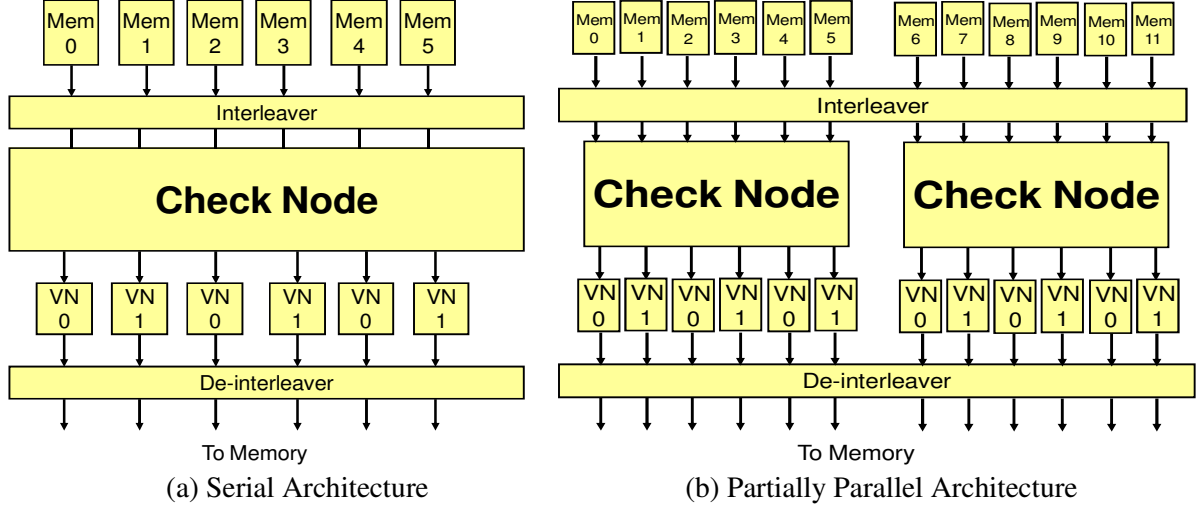 Mem 0 Mem 1 Mem 2 Mem 3 Mem 4 Mem 5
Interleaver
Check Node
VN 0 VN 1 VN 0 VN 1 VN 0 VN 1
De-interleaver
To Memory
(a) Serial Architecture
Mem 0 Mem 1 Mem 2 Mem 3 Mem 4 Mem 5 Mem 6 Mem 7 Mem 8 Mem 9 Mem 10 Mem 11
Interleaver
Check Node Check Node
VN 0 VN 1 VN 0 VN 1 VN 0 VN 1 VN 0 VN 1 VN 0 VN 1 VN 0 VN 1
De-interleaver
To Memory
(b) Partially Parallel Architecture